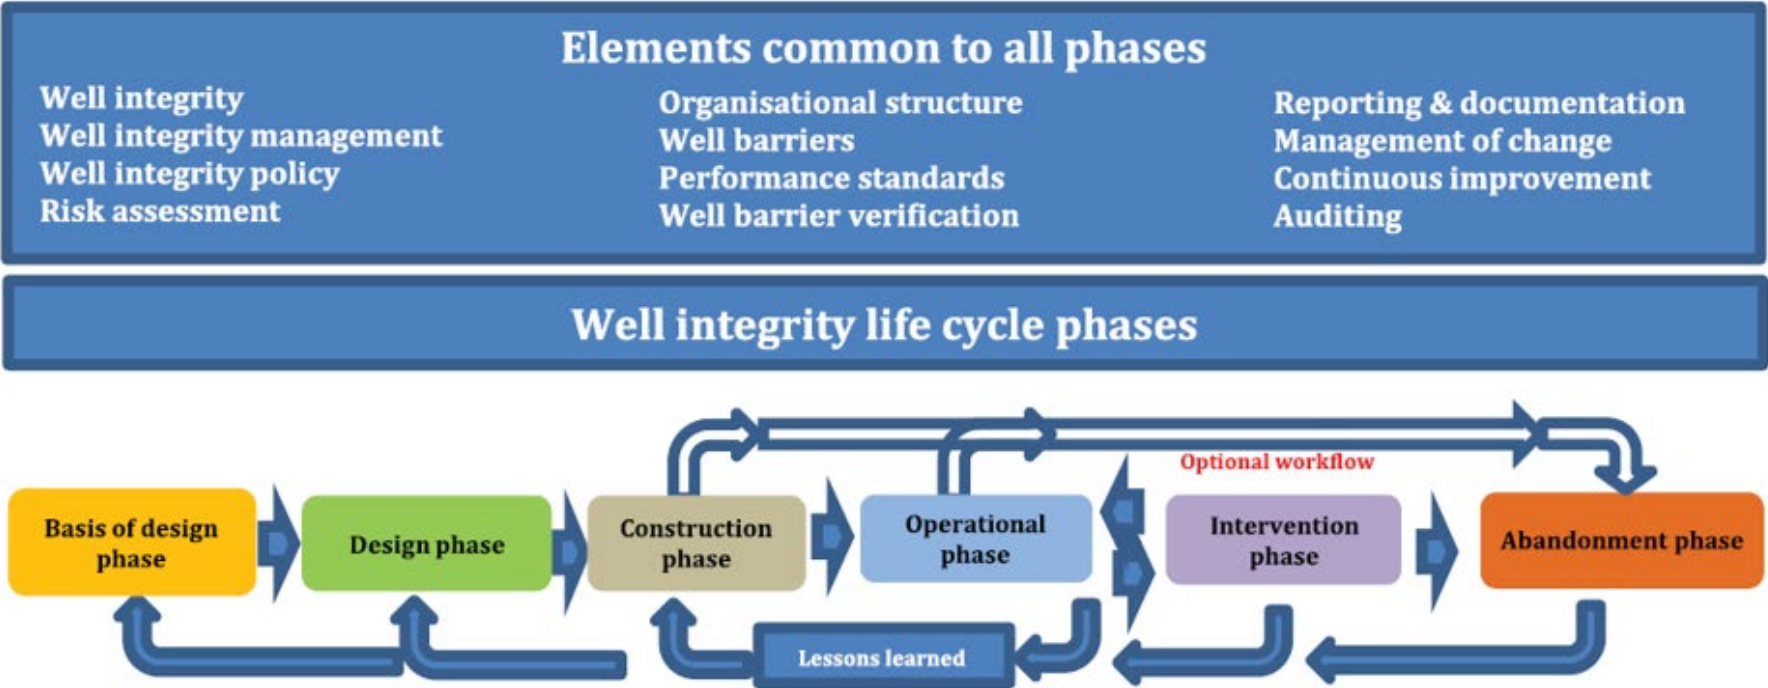 Elements common to all phases
Well integrity
Well integrity management
Well integrity policy
Risk assessment
Organisational structure
Well barriers
Performance standards
Well barrier verification
Reporting & documentation
Management of change
Continuous improvement
Auditing
Well integrity life cycle phases
Optional workflow
Basis of design
phase
Design phase
Construction
phase
Operational
phase
Intervention
phase
Abandonment phase
Lessons learned